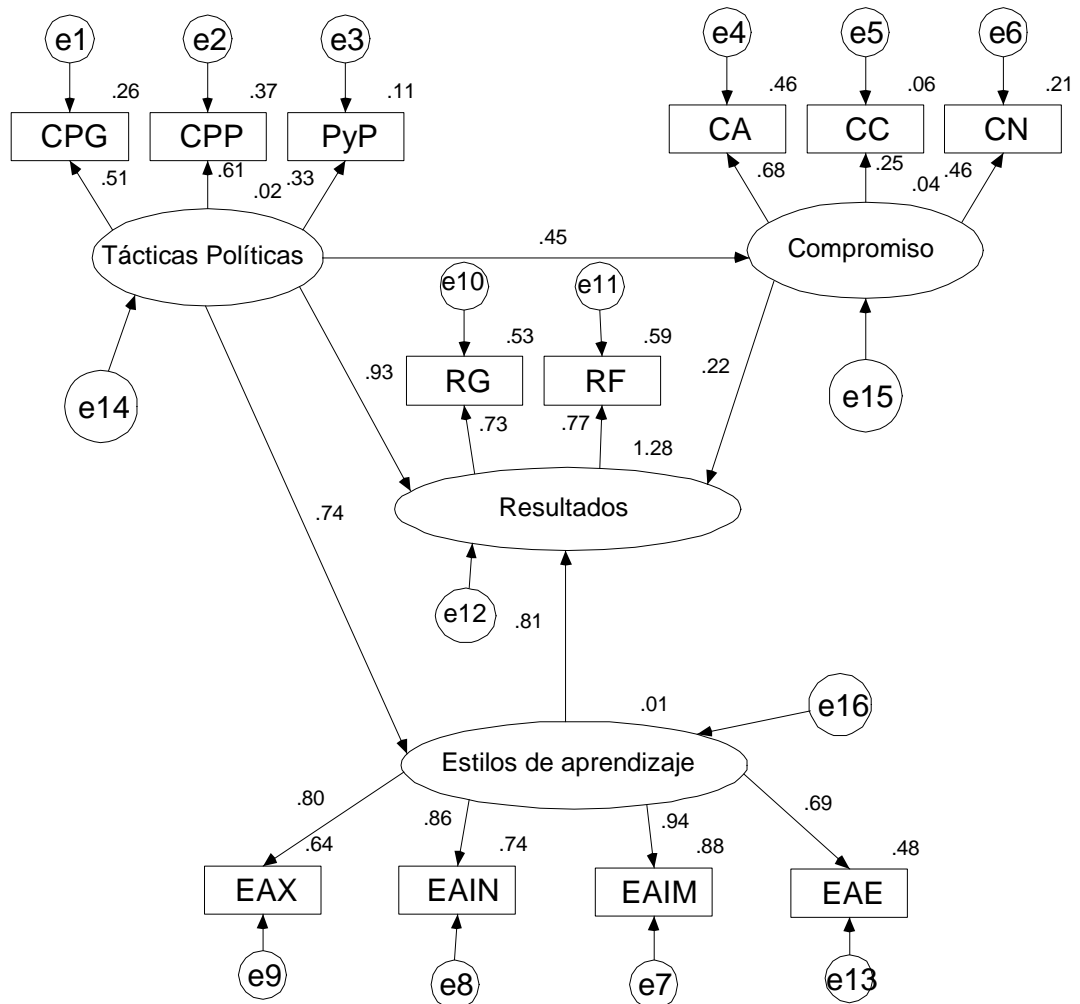 e1 e2 e3 e4 e5 e6
.26 .37 .11 .46 .06 .21
CPG CPP PyP CA CC CN
.51 .61 .02 .33 .68 .25 .04 .46
Tácticas Políticas .45 Compromiso
e10 e11
.53 .59
.93 RG RF .22
e14 e15
.73 .77 1.28
.74 Resultados
e12 .81
.01 e16
Estilos de aprendizaje
.80 .86 .94 .69
.64 .74 .88 .48
EAX EAIN EAIM EAE
e9 e8 e7 e13